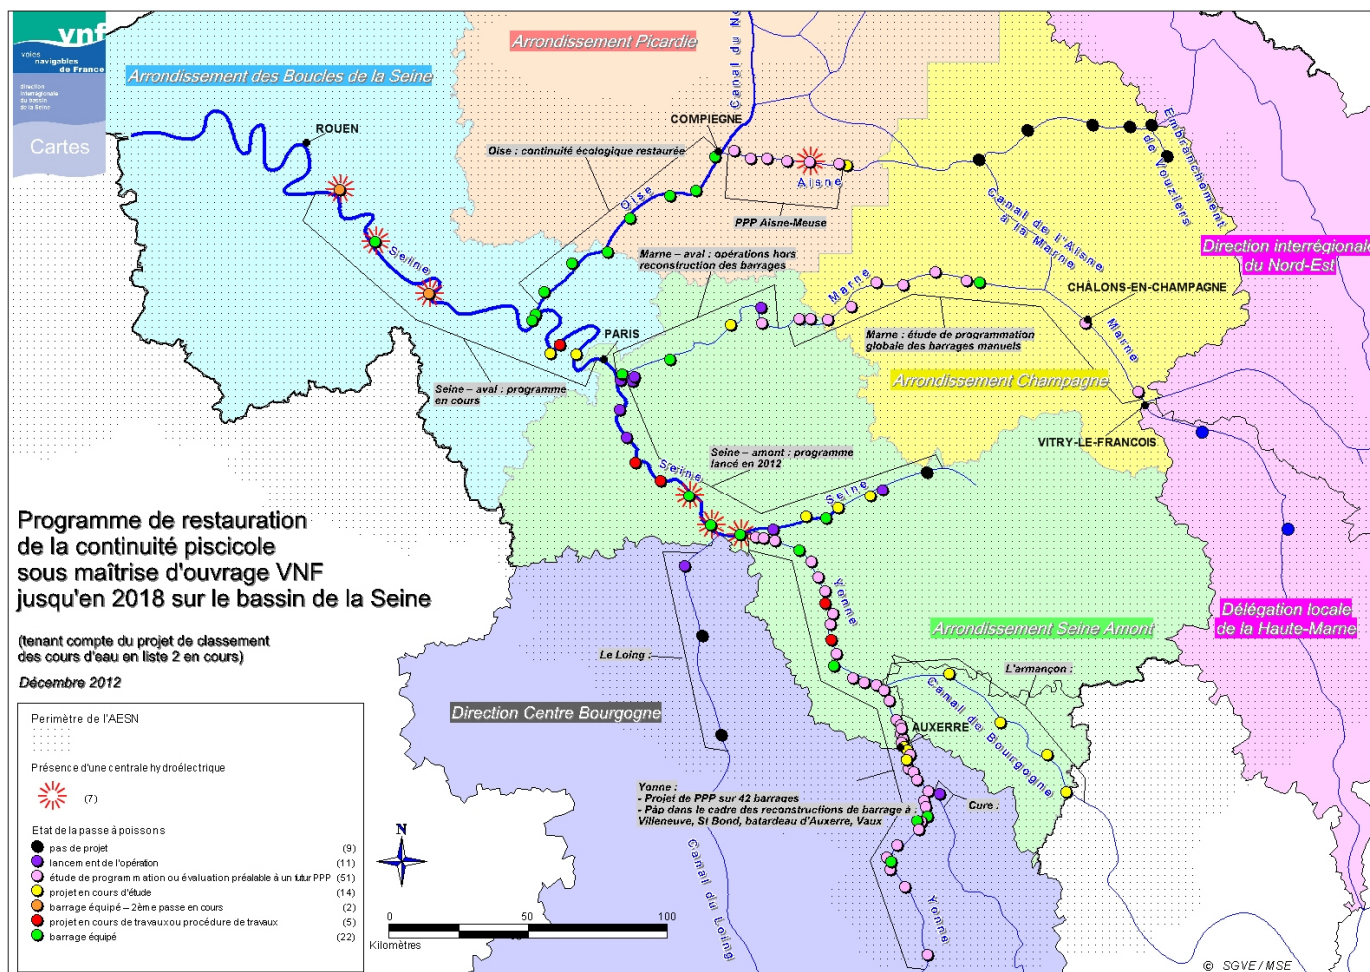 vnf
voies
navigables
de France
direction
interrégionale
du bassin
de la Seine
Cartes
Arrondissement des Boucles de la Seine
Arrondissement Picardie
Canal du No
ROUEN
COMPIEGNE
Oise : continuité écologique restaurée
Oise
Aisne
PPP Aisne-Meuse
Embranchement
de Vouziers
Canal de l'Aisne
à la Marne
Direction interrégionale
du Nord-Est
Seine
Marne – aval : opérations hors
reconstruction des barrages
Marne
CHÂLONS-EN-CHAMPAGNE
Marne
PARIS
Marne : étude de programmation
globale des barrages manuels
Seine – aval : programme
en cours
Arrondissement Champagne
VITRY-LE-FRANCOIS
Seine
Seine – amont : programme
lancé en 2012
Seine
Programme de restauration
de la continuité piscicole
sous maîtrise d'ouvrage VNF
jusqu'en 2018 sur le bassin de la Seine
(tenant compte du projet de classement
des cours d'eau en liste 2 en cours)
Décembre 2012
Yonne
Délégation locale
de la Haute-Marne
Arrondissement Seine Amont
Le Loing :
L'armançon :
Canal de Bourgogne
Direction Centre Bourgogne
AUXERRE
Yonne :
- Projet de PPP sur 42 barrages
- Pàp dans le cadre des reconstructions de barrage à :
Villeneuve, St Bond, batardeau d'Auxerre, Vaux
Cure :
Canal du Loing
Yonne
Perimètre de l'AESN
Présence d'une centrale hydroélectrique
(7)
Etat de la passe à poissons
pas de projet (9)
lancement de l'opération (11)
étude de programmation ou évaluation préalable à un futur PPP (51)
projet en cours d'étude (14)
barrage équipé – 2ème passe en cours (2)
projet en cours de travaux ou procédure de travaux (5)
barrage équipé (22)
N
0 50 100
Kilomètres
© SGVE / MSE